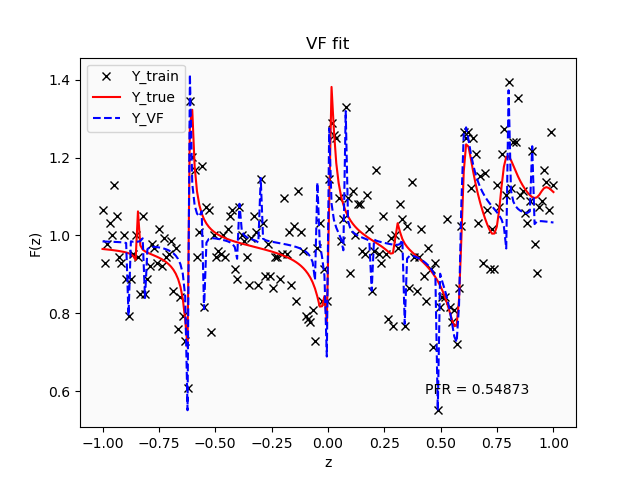 VF fit
Y_train
Y_true
Y_VF
F(z)
1.4
1.2
1.0
0.8
0.6
PFR = 0.54873
−1.00 −0.75 −0.50 −0.25 0.00 0.25 0.50 0.75 1.00
z